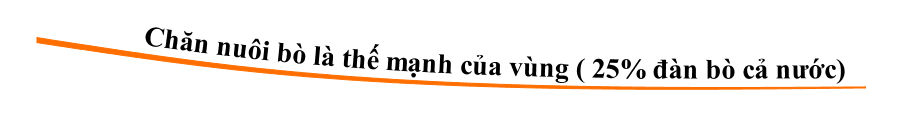 Chăn nuôi bò là thế mạnh của vùng ( 25% đàn bò cả nước)